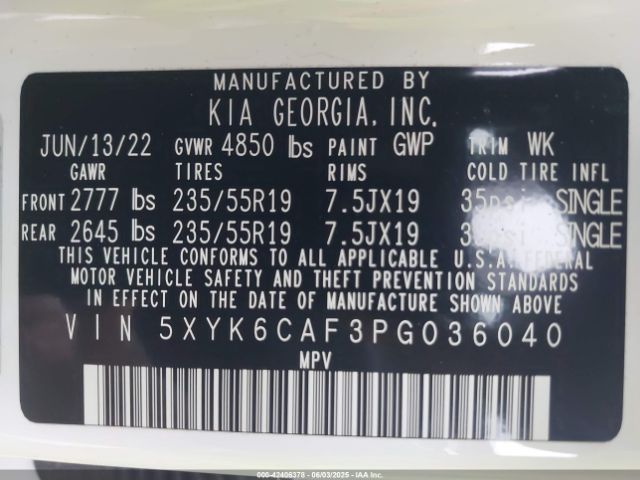 MANUFACTURED BY
KIA GEORGIA, INC.
JUN/13/22 GVWR 4850 lbs PAINT GWP TRIM WK
GAWR TIRES RIMS COLD TIRE INFL
FRONT 2777 lbs 235/55R19 7.5JX19 35psi SINGLE
REAR 2645 lbs 235/55R19 7.5JX19 SINGLE
THIS VEHICLE CONFORMS TO ALL APPLICABLE U.S.A. FEDERAL
MOTOR VEHICLE SAFETY AND THEFT PREVENTION STANDARDS
IN EFFECT ON THE DATE OF MANUFACTURE SHOWN ABOVE
VIN 5XYK6CAF3PG036040
MPV
000-42406378 - 06/03/2025 - IAA Inc.